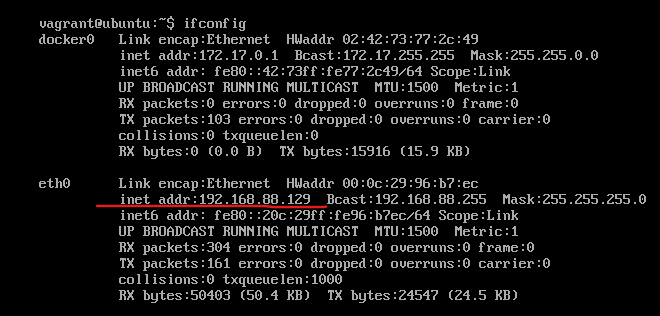 vagrant@ubuntu:~$ ifconfig
docker0   Link encap:Ethernet  HWaddr 02:42:73:77:2c:49
          inet addr:172.17.0.1  Bcast:172.17.255.255  Mask:255.255.0.0
          inet6 addr: fe80::42:73ff:fe77:2c49/64 Scope:Link
          UP BROADCAST RUNNING MULTICAST  MTU:1500  Metric:1
          RX packets:0 errors:0 dropped:0 overruns:0 frame:0
          TX packets:103 errors:0 dropped:0 overruns:0 carrier:0
          collisions:0 txqueuelen:0
          RX bytes:0 (0.0 B)  TX bytes:15916 (15.9 KB)
eth0      Link encap:Ethernet  HWaddr 00:0c:29:96:b7:ec
          inet addr:192.168.88.129  Bcast:192.168.88.255  Mask:255.255.255.0
          inet6 addr: fe80::20c:29ff:fe96:b7ec/64 Scope:Link
          UP BROADCAST RUNNING MULTICAST  MTU:1500  Metric:1
          RX packets:304 errors:0 dropped:0 overruns:0 frame:0
          TX packets:161 errors:0 dropped:0 overruns:0 carrier:0
          collisions:0 txqueuelen:1000
          RX bytes:50403 (50.4 KB)  TX bytes:24547 (24.5 KB)